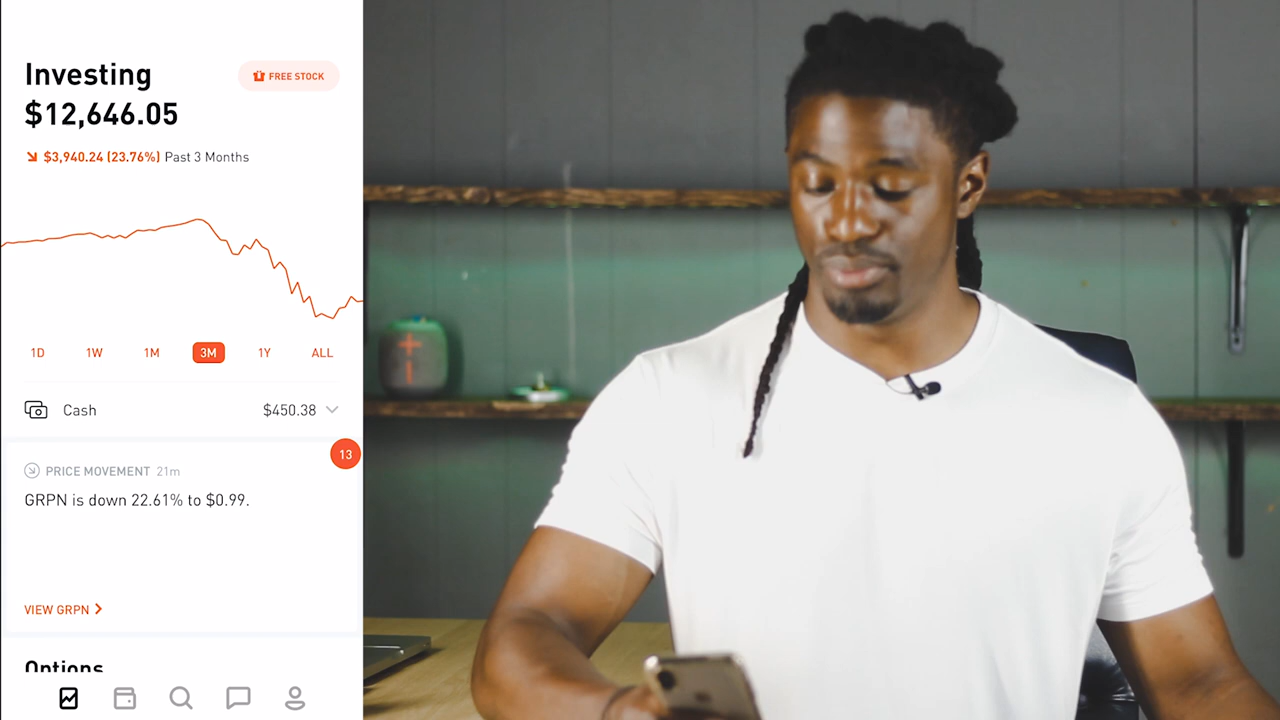 Investing
FREE STOCK
$12,646.05
$3,940.24 (23.76%) Past 3 Months
1D 1W 1M 3M 1Y ALL
Cash $450.38
13
PRICE MOVEMENT 21m
GRPN is down 22.61% to $0.99.
VIEW GRPN
Options